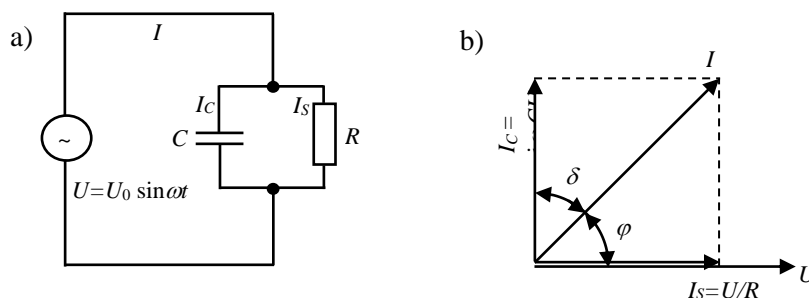 a)
I
I_C
I_S
C
R
~
U=U₀ sinωt
b)
I
I_C =
δ
φ
U
I_S=U/R